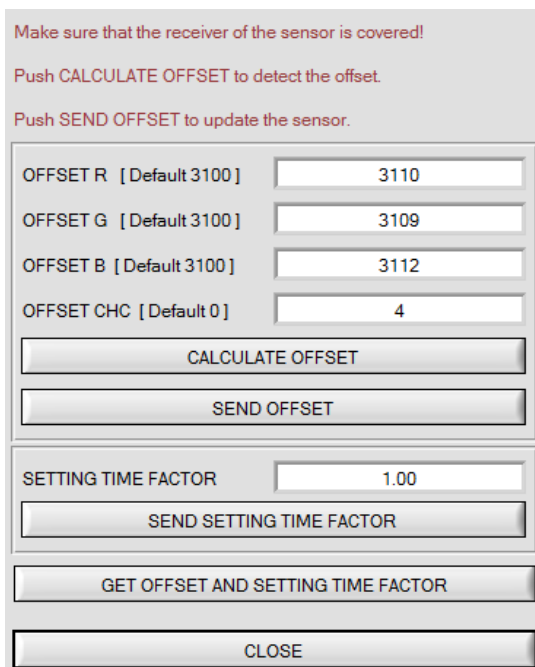 Make sure that the receiver of the sensor is covered!
Push CALCULATE OFFSET to detect the offset.
Push SEND OFFSET to update the sensor.
OFFSET R [ Default 3100 ] 3110
OFFSET G [ Default 3100 ] 3109
OFFSET B [ Default 3100 ] 3112
OFFSET CHC [ Default 0 ] 4
CALCULATE OFFSET
SEND OFFSET
SETTING TIME FACTOR 1.00
SEND SETTING TIME FACTOR
GET OFFSET AND SETTING TIME FACTOR
CLOSE